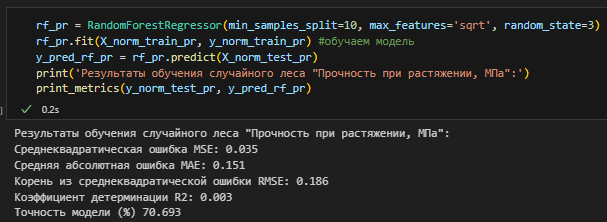 rf_pr = RandomForestRegressor(min_samples_split=10, max_features='sqrt', random_state=3)
rf_pr.fit(X_norm_train_pr, y_norm_train_pr) #обучаем модель
y_pred_rf_pr = rf_pr.predict(X_norm_test_pr)
print('Результаты обучения случайного леса "Прочность при растяжении, МПа":')
print_metrics(y_norm_test_pr, y_pred_rf_pr)
] ✓ 0.2s
Результаты обучения случайного леса "Прочность при растяжении, МПа":
Среднеквадратическая ошибка MSE: 0.035
Средняя абсолютная ошибка MAE: 0.151
Корень из среднеквадратической ошибки RMSE: 0.186
Коэффициент детерминации R2: 0.003
Точность модели (%) 70.693